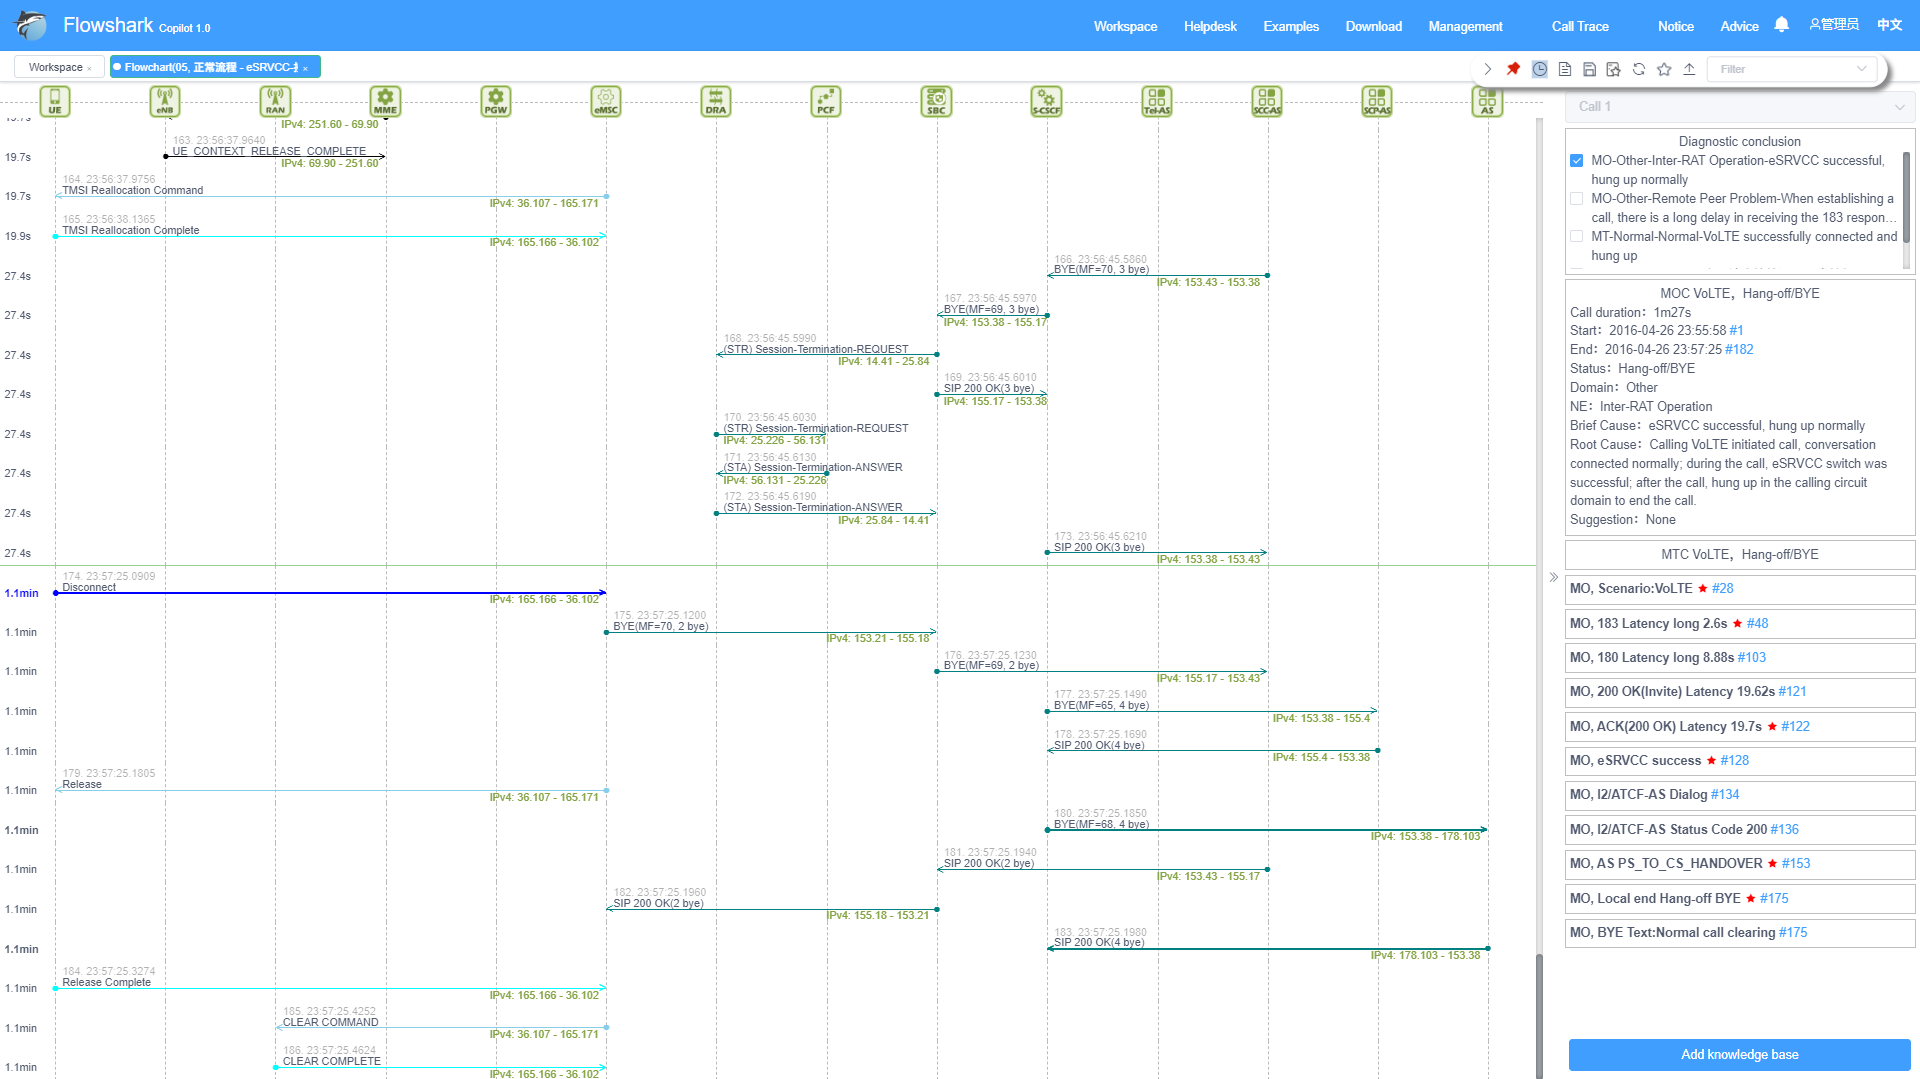 Flowshark Copilot 1.0
Workspace Helpdesk Examples Download Management Call Trace Notice Advice 管理员 中文
Workspace ×
Flowchart(05, 正常流程 - eSRVCC-
Filter
UE eNB RAN MME PGW eMSC DRA PCF SBC S-CSCF Tel-AS SCC-AS SCP-AS AS
IPv4: 251.60 - 69.90
163. 23:56:37.9640
19.7s UE_CONTEXT_RELEASE_COMPLETE
IPv4: 69.90 - 251.60
164. 23:56:37.9756
19.7s TMSI Reallocation Command
IPv4: 36.107 - 165.171
165. 23:56:38.1365
19.9s TMSI Reallocation Complete
IPv4: 165.166 - 36.102
166. 23:56:45.5860
27.4s BYE(MF=70, 3 bye)
IPv4: 153.43 - 153.38
167. 23:56:45.5970
27.4s BYE(MF=69, 3 bye)
IPv4: 153.38 - 155.17
168. 23:56:45.5990
27.4s (STR) Session-Termination-REQUEST
IPv4: 14.41 - 25.84
169. 23:56:45.6010
27.4s SIP 200 OK(3 bye)
IPv4: 155.17 - 153.38
170. 23:56:45.6030
27.4s (STR) Session-Termination-REQUEST
IPv4: 25.226 - 56.131
171. 23:56:45.6130
27.4s (STA) Session-Termination-ANSWER
IPv4: 56.131 - 25.226
172. 23:56:45.6190
27.4s (STA) Session-Termination-ANSWER
IPv4: 25.84 - 14.41
173. 23:56:45.6210
27.4s SIP 200 OK(3 bye)
IPv4: 153.38 - 153.43
174. 23:57:25.0909
1.1min Disconnect
IPv4: 165.166 - 36.102
175. 23:57:25.1200
1.1min BYE(MF=70, 2 bye)
IPv4: 153.21 - 155.18
176. 23:57:25.1230
1.1min BYE(MF=69, 2 bye)
IPv4: 155.17 - 153.43
177. 23:57:25.1490
1.1min BYE(MF=65, 4 bye)
IPv4: 153.38 - 155.4
178. 23:57:25.1690
1.1min SIP 200 OK(4 bye)
IPv4: 155.4 - 153.38
179. 23:57:25.1805
1.1min Release
IPv4: 36.107 - 165.171
180. 23:57:25.1850
1.1min BYE(MF=68, 4 bye)
IPv4: 153.38 - 178.103
181. 23:57:25.1940
1.1min SIP 200 OK(2 bye)
IPv4: 153.43 - 155.17
182. 23:57:25.1960
1.1min SIP 200 OK(2 bye)
IPv4: 155.18 - 153.21
183. 23:57:25.1980
1.1min SIP 200 OK(4 bye)
IPv4: 178.103 - 153.38
184. 23:57:25.3274
1.1min Release Complete
IPv4: 165.166 - 36.102
185. 23:57:25.4252
1.1min CLEAR COMMAND
IPv4: 36.107 - 165.171
186. 23:57:25.4624
1.1min CLEAR COMPLETE
IPv4: 165.166 - 36.102
Call 1
Diagnostic conclusion
MO-Other-Inter-RAT Operation-eSRVCC successful,
hung up normally
MO-Other-Remote Peer Problem-When establishing a
call, there is a long delay in receiving the 183 respon...
MT-Normal-Normal-VoLTE successfully connected and
hung up
MOC VoLTE，Hang-off/BYE
Call duration：1m27s
Start：2016-04-26 23:55:58 #1
End：2016-04-26 23:57:25 #182
Status：Hang-off/BYE
Domain：Other
NE：Inter-RAT Operation
Brief Cause：eSRVCC successful, hung up normally
Root Cause：Calling VoLTE initiated call, conversation
connected normally; during the call, eSRVCC switch was
successful; after the call, hung up in the calling circuit
domain to end the call.
Suggestion：None
MTC VoLTE，Hang-off/BYE
MO, Scenario:VoLTE ★ #28
MO, 183 Latency long 2.6s ★ #48
MO, 180 Latency long 8.88s #103
MO, 200 OK(Invite) Latency 19.62s #121
MO, ACK(200 OK) Latency 19.7s ★ #122
MO, eSRVCC success ★ #128
MO, I2/ATCF-AS Dialog #134
MO, I2/ATCF-AS Status Code 200 #136
MO, AS PS_TO_CS_HANDOVER ★ #153
MO, Local end Hang-off BYE ★ #175
MO, BYE Text:Normal call clearing #175
Add knowledge base